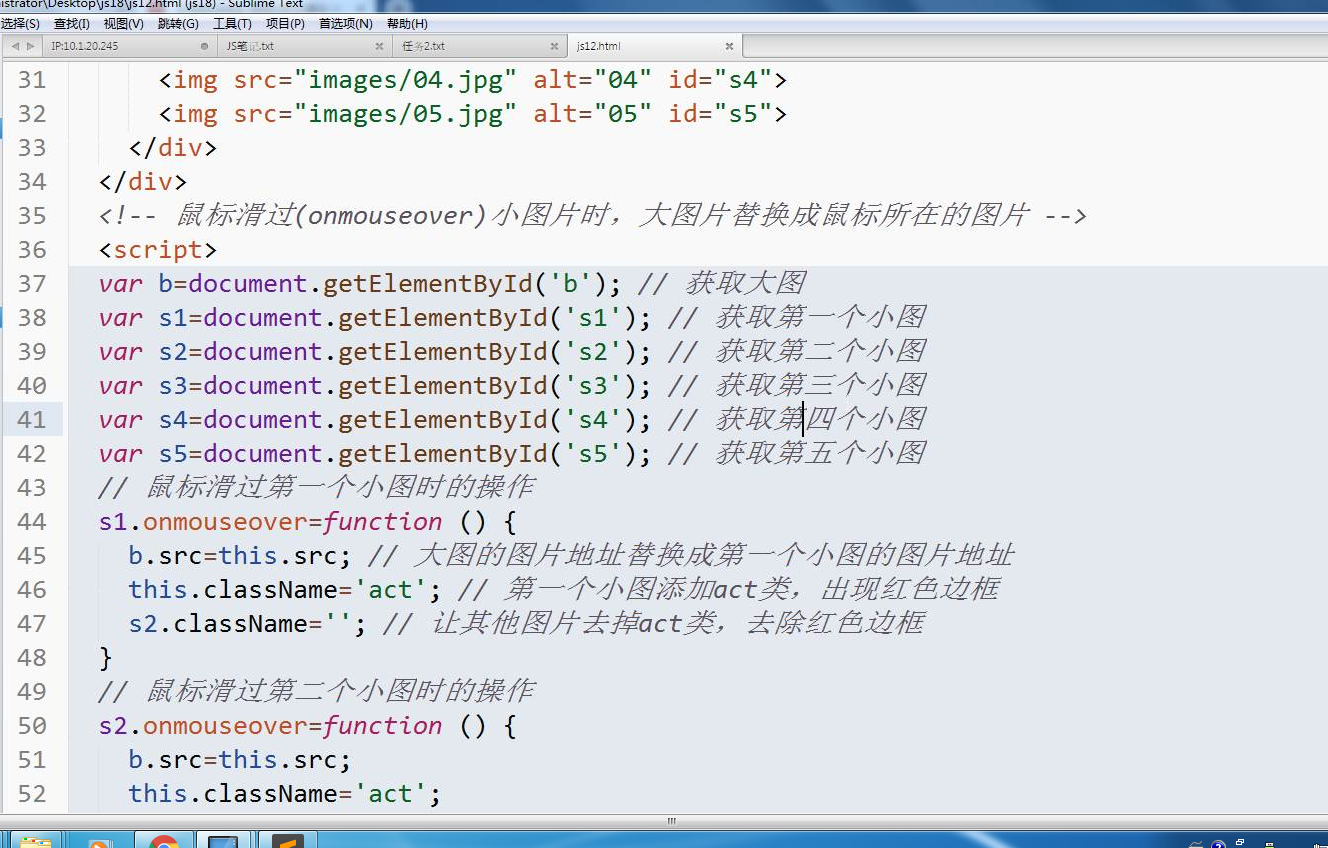 istrator\Desktop\js18\js12.html (js18) - Sublime Text
选择(S) 查找(I) 视图(V) 跳转(G) 工具(T) 项目(P) 首选项(N) 帮助(H)
IP:10.1.20.245 JS笔记.txt 任务2.txt js12.html
31 <img src="images/04.jpg" alt="04" id="s4">
32 <img src="images/05.jpg" alt="05" id="s5">
33 </div>
34 </div>
35 <!-- 鼠标滑过(onmouseover)小图片时，大图片替换成鼠标所在的图片 -->
36 <script>
37 var b=document.getElementById('b'); // 获取大图
38 var s1=document.getElementById('s1'); // 获取第一个小图
39 var s2=document.getElementById('s2'); // 获取第二个小图
40 var s3=document.getElementById('s3'); // 获取第三个小图
41 var s4=document.getElementById('s4'); // 获取第四个小图
42 var s5=document.getElementById('s5'); // 获取第五个小图
43 // 鼠标滑过第一个小图时的操作
44 s1.onmouseover=function () {
45 b.src=this.src; // 大图的图片地址替换成第一个小图的图片地址
46 this.className='act'; // 第一个小图添加act类，出现红色边框
47 s2.className=''; // 让其他图片去掉act类，去除红色边框
48 }
49 // 鼠标滑过第二个小图时的操作
50 s2.onmouseover=function () {
51 b.src=this.src;
52 this.className='act';